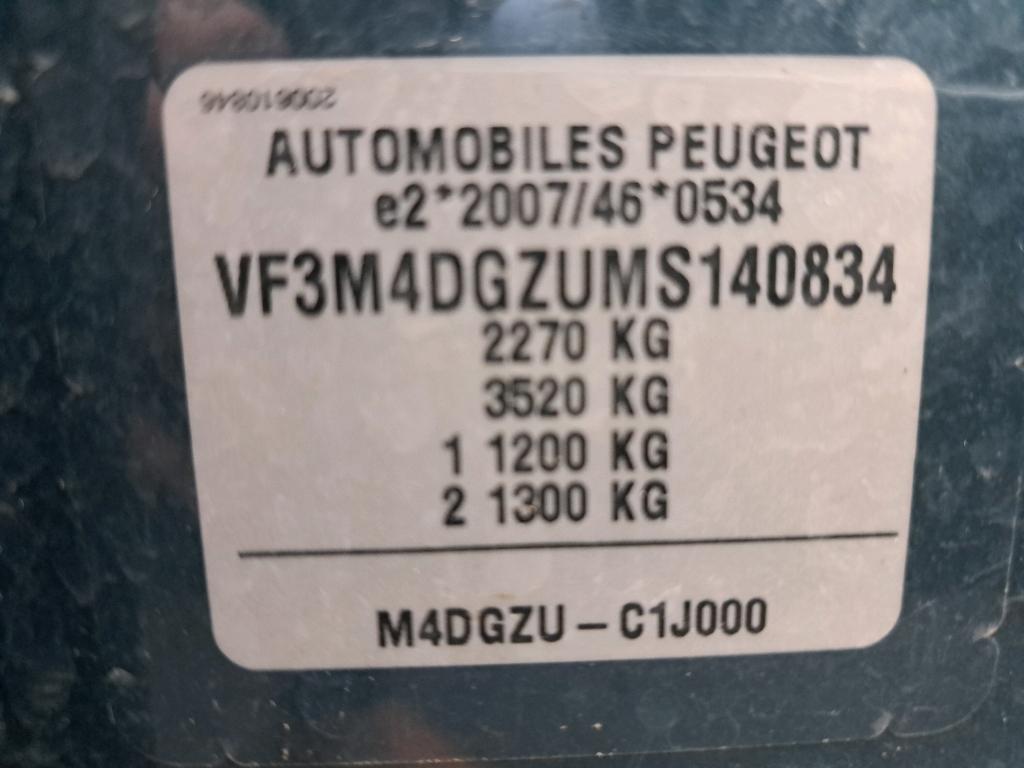 200610846
AUTOMOBILES PEUGEOT
e2*2007/46*0534
VF3M4DGZUMS140834
2270 KG
3520 KG
1 1200 KG
2 1300 KG
M4DGZU – C1J000